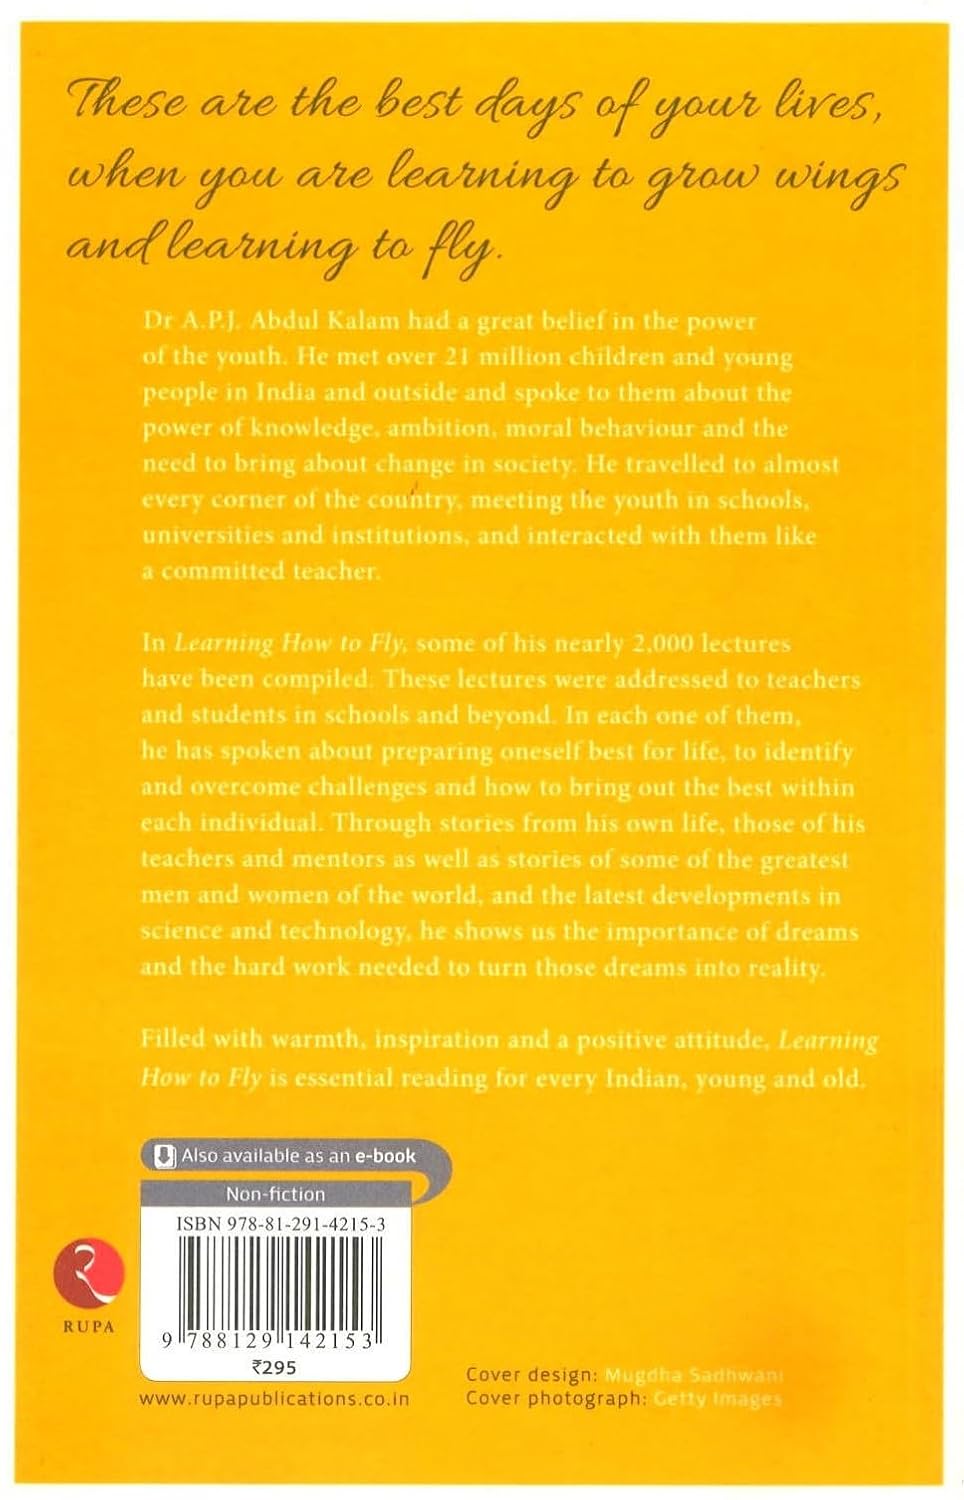 These are the best days of your lives,
when you are learning to grow wings
and learning to fly.
Dr A.P.J. Abdul Kalam had a great belief in the power
of the youth. He met over 21 million children and young
people in India and outside and spoke to them about the
power of knowledge, ambition, moral behaviour and the
need to bring about change in society. He travelled to almost
every corner of the country, meeting the youth in schools,
universities and institutions, and interacted with them like
a committed teacher.
In Learning How to Fly, some of his nearly 2,000 lectures
have been compiled. These lectures were addressed to teachers
and students in schools and beyond. In each one of them,
he has spoken about preparing oneself best for life, to identify
and overcome challenges and how to bring out the best within
each individual. Through stories from his own life, those of his
teachers and mentors as well as stories of some of the greatest
men and women of the world, and the latest developments in
science and technology, he shows us the importance of dreams
and the hard work needed to turn those dreams into reality.
Filled with warmth, inspiration and a positive attitude, Learning
How to Fly is essential reading for every Indian, young and old.
Also available as an e-book
Non-fiction
ISBN 978-81-291-4215-3
9 788129 142153
₹295
RUPA
www.rupapublications.co.in
Cover design: Mugdha Sadhwani
Cover photograph: Getty Images